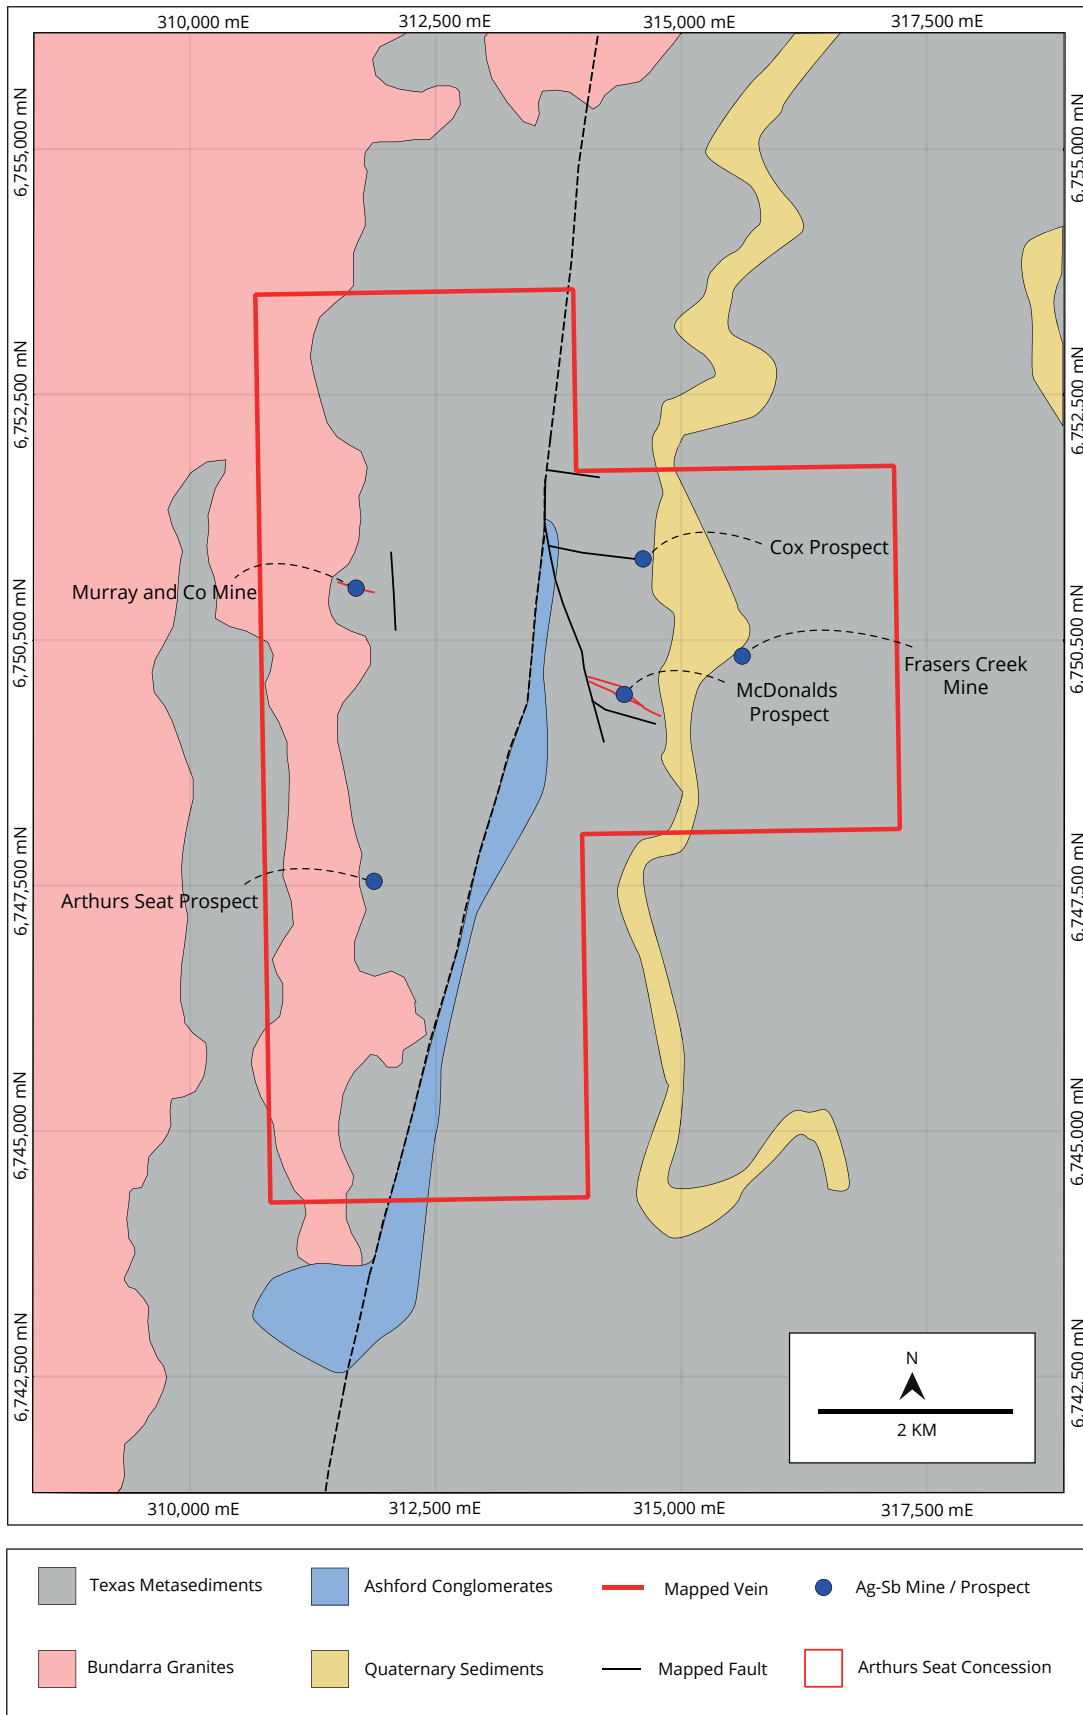 310,000 mE 312,500 mE 315,000 mE 317,500 mE
6,755,000 mN 6,755,000 mN
6,752,500 mN 6,752,500 mN
Cox Prospect
Murray and Co Mine
6,750,500 mN 6,750,500 mN
Frasers Creek
Mine
McDonalds
Prospect
6,747,500 mN 6,747,500 mN
Arthurs Seat Prospect
6,745,000 mN 6,745,000 mN
6,742,500 mN 6,742,500 mN
N
2 KM
310,000 mE 312,500 mE 315,000 mE 317,500 mE
Texas Metasediments Ashford Conglomerates Mapped Vein Ag-Sb Mine / Prospect
Bundarra Granites Quaternary Sediments Mapped Fault Arthurs Seat Concession